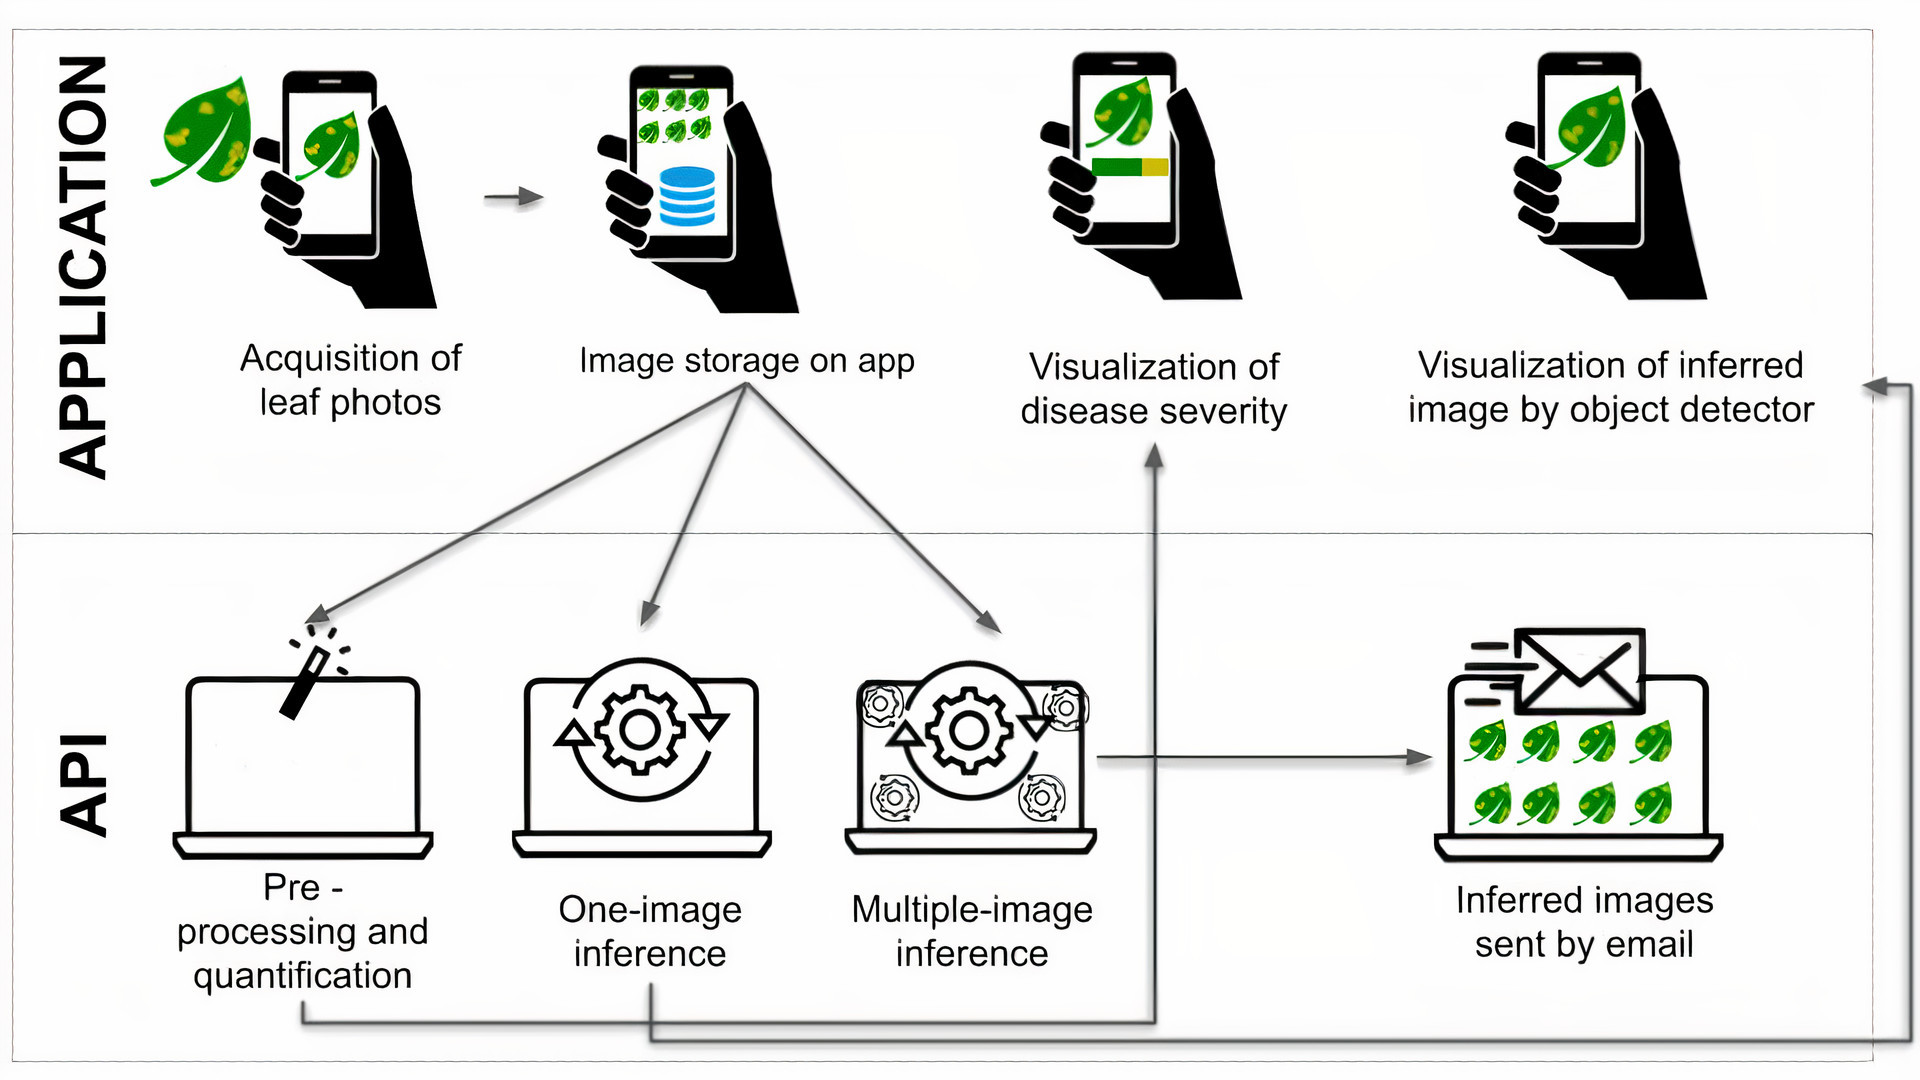 APPLICATION
Acquisition of
leaf photos
Image storage on app
Visualization of
disease severity
Visualization of inferred
image by object detector
API
Pre -
processing and
quantification
One-image
inference
Multiple-image
inference
Inferred images
sent by email